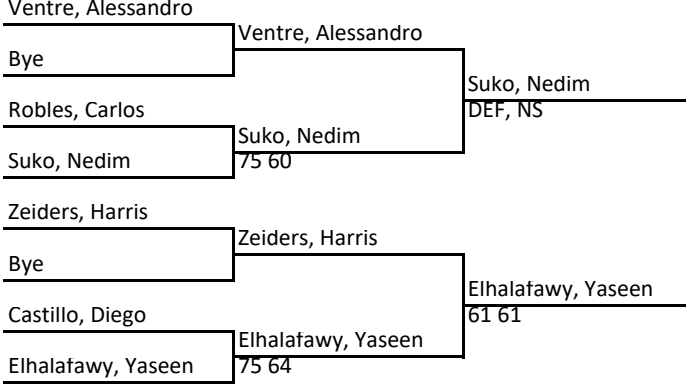 Ventre, Alessandro
Bye
Robles, Carlos
Suko, Nedim
Zeiders, Harris
Bye
Castillo, Diego
Elhalafawy, Yaseen
Ventre, Alessandro
Suko, Nedim
75 60
Zeiders, Harris
Elhalafawy, Yaseen
75 64
Suko, Nedim
DEF, NS
Elhalafawy, Yaseen
61 61